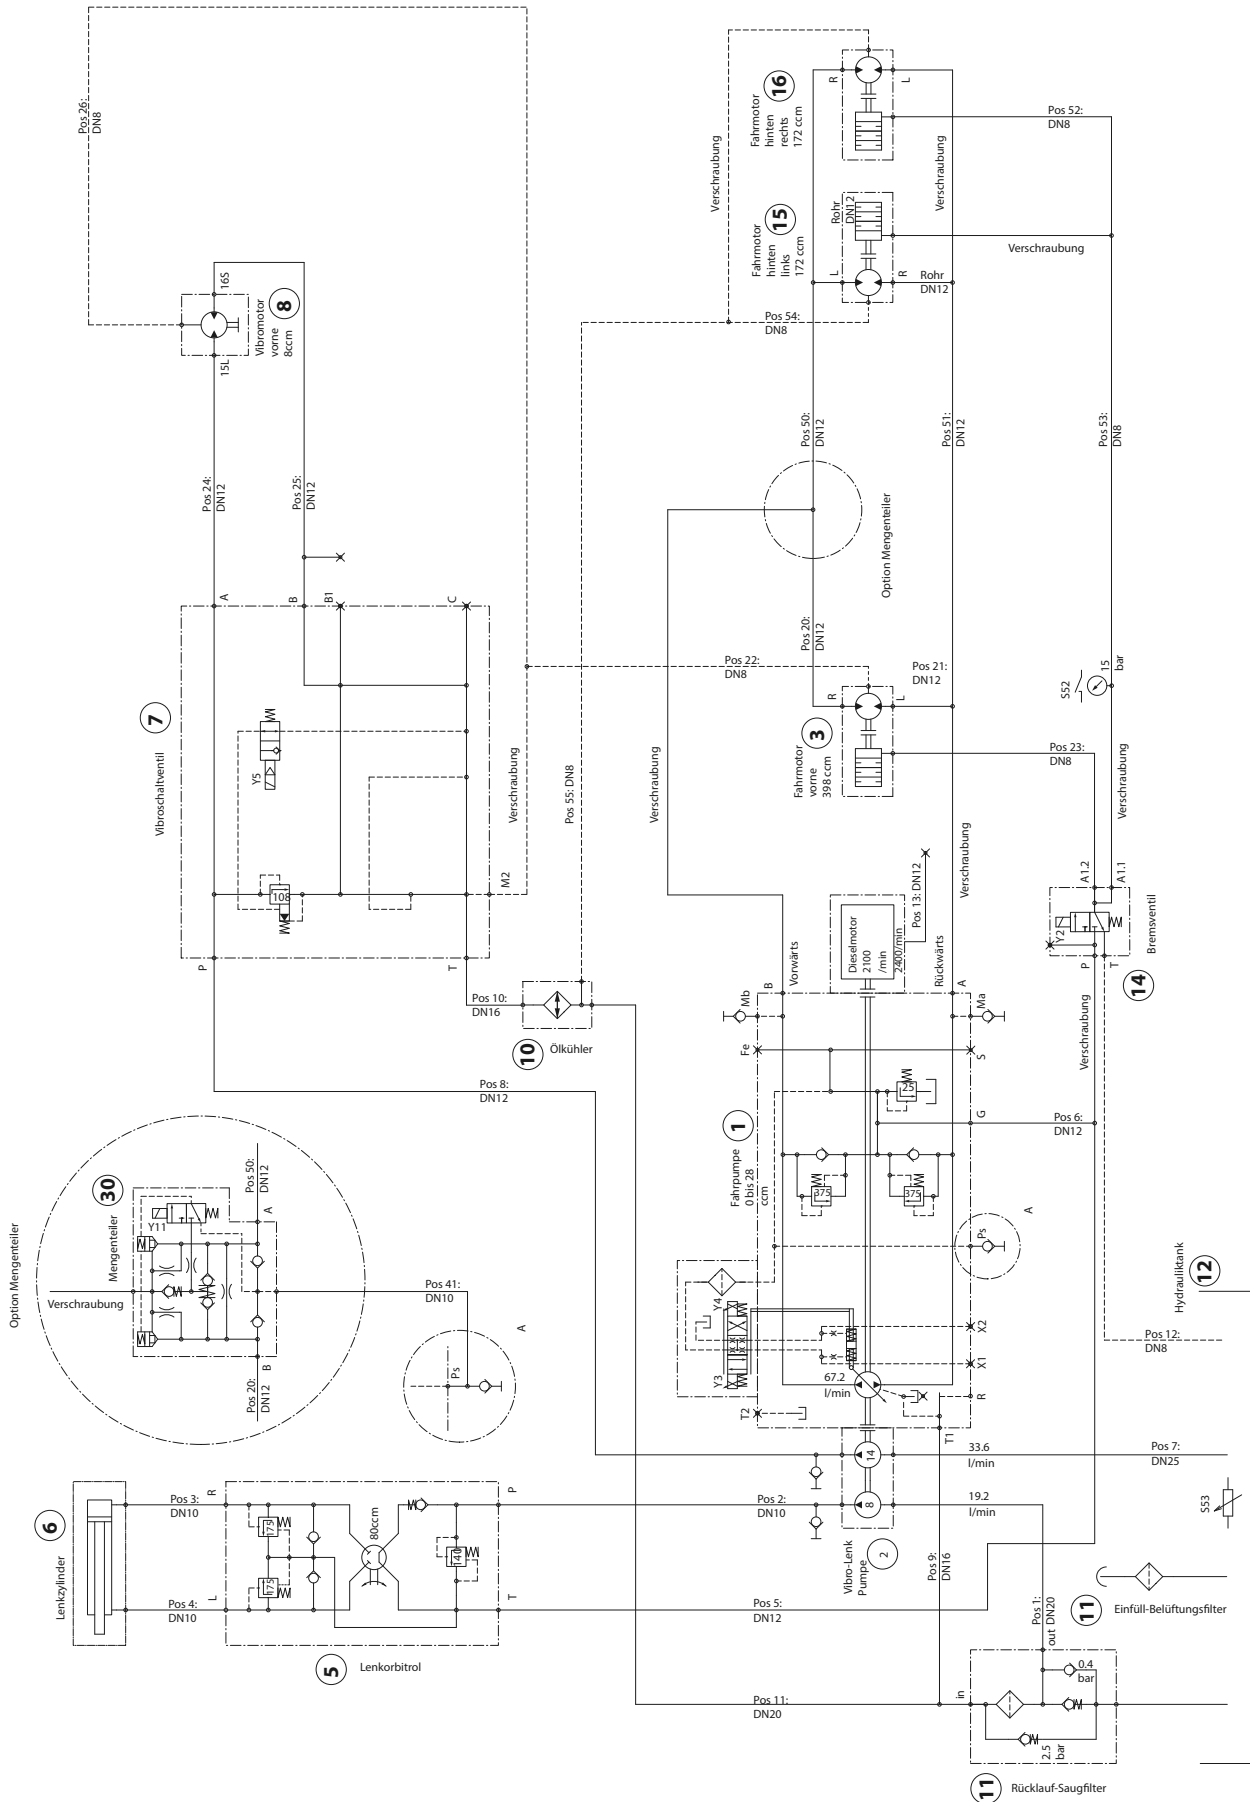 Pos 26:
DN8
16S
15L
Vibromotor
vorne
8ccm
8
Pos 24:
DN12
Pos 25:
DN12
A
B
B1
C
7
Vibroschaltventil
Y5
108
M2
P
T
Verschraubung
Pos 10:
DN16
10
Ölkühler
Pos 8:
DN12
Pos 55: DN8
Fahrmotor
hinten
rechts
172 ccm
16
R
L
Pos 52:
DN8
Verschraubung
Verschraubung
Fahrmotor
hinten
links
172 ccm
15
Rohr
DN12
L
R
Rohr
DN12
Verschraubung
Pos 54:
DN8
Pos 50:
DN12
Pos 51:
DN12
Pos 53:
DN8
Option Mengenteiler
Pos 20:
DN12
Pos 22:
DN8
Pos 21:
DN12
Verschraubung
R
L
3
Fahrmotor
vorne
398 ccm
Pos 23:
DN8
S52
15
bar
Verschraubung
Verschraubung
Pos 13: DN12
Dieselmotor
2100
/min
2400/min
Vorwärts
Rückwärts
B
A
A1.2
A1.1
Y2
P
T
Bremsventil
14
Verschraubung
Mb
Ma
Fe
S
25
G
Pos 6:
DN12
1
Fahrpumpe
0 bis 28
ccm
375
375
Ps
A
Y4
Y3
X2
X1
67.2
l/min
R
T2
T1
Hydrauliktank
12
Pos 12:
DN8
Option Mengenteiler
30
Mengenteiler
Y11
Verschraubung
Pos 50:
DN12
A
B
Pos 20:
DN12
Pos 41:
DN10
A
Ps
14
8
33.6
l/min
19.2
l/min
Pos 7:
DN25
S53
Vibro-Lenk
Pumpe
2
Pos 9:
DN16
6
Lenkzylinder
Pos 3:
DN10
Pos 4:
DN10
R
L
175
175
80ccm
140
P
T
5
Lenkorbitrol
Pos 2:
DN10
Pos 5:
DN12
Pos 1:
out DN20
11
Einfüll-Belüftungsfilter
Pos 11:
DN20
in
0.4
bar
2.5
bar
11
Rücklauf-Saugfilter